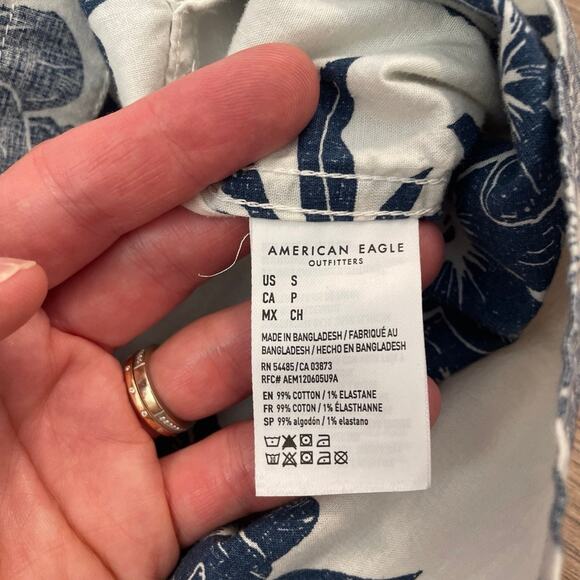 AMERICAN EAGLE
OUTFITTERS
US S
CA P
MX CH
MADE IN BANGLADESH / FABRIQUÉ AU
BANGLADESH / HECHO EN BANGLADESH
RN 54485/CA 03873
RFC# AEM120605U9A
EN 99% COTTON / 1% ELASTANE
FR 99% COTON / 1% ÉLASTHANNE
SP 99% algodón / 1% elastano